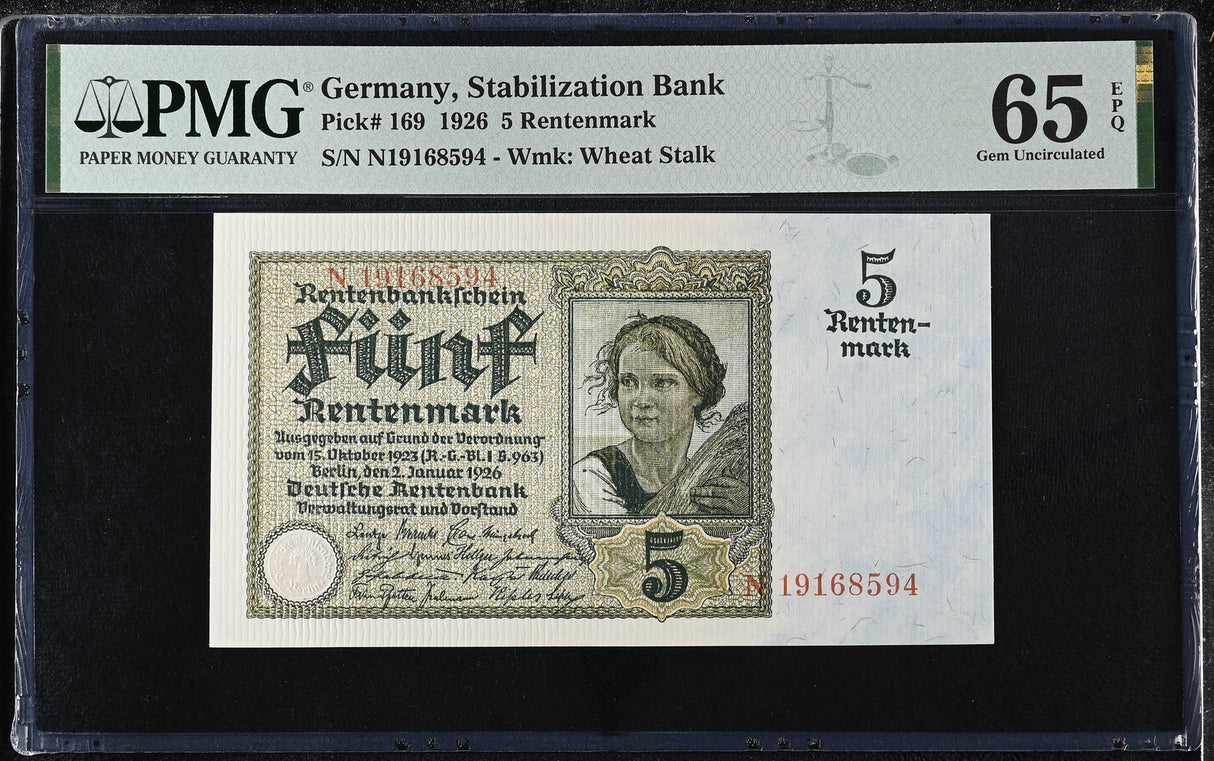 PMG®
PAPER MONEY GUARANTY
Germany, Stabilization Bank
Pick# 169 1926 5 Rentenmark
S/N N19168594 - Wmk: Wheat Stalk
65
EPQ
Gem Uncirculated
N 19168594
Rentenbankschein
fünf
Rentenmark
Ausgegeben auf Grund der Verordnung
vom 15. Oktober 1923 (R.-G.-Bl. I S. 963)
Berlin, den 2. Januar 1926
Deutsche Rentenbank
Verwaltungsrat und Vorstand
5
5
Renten-
mark
N 19168594